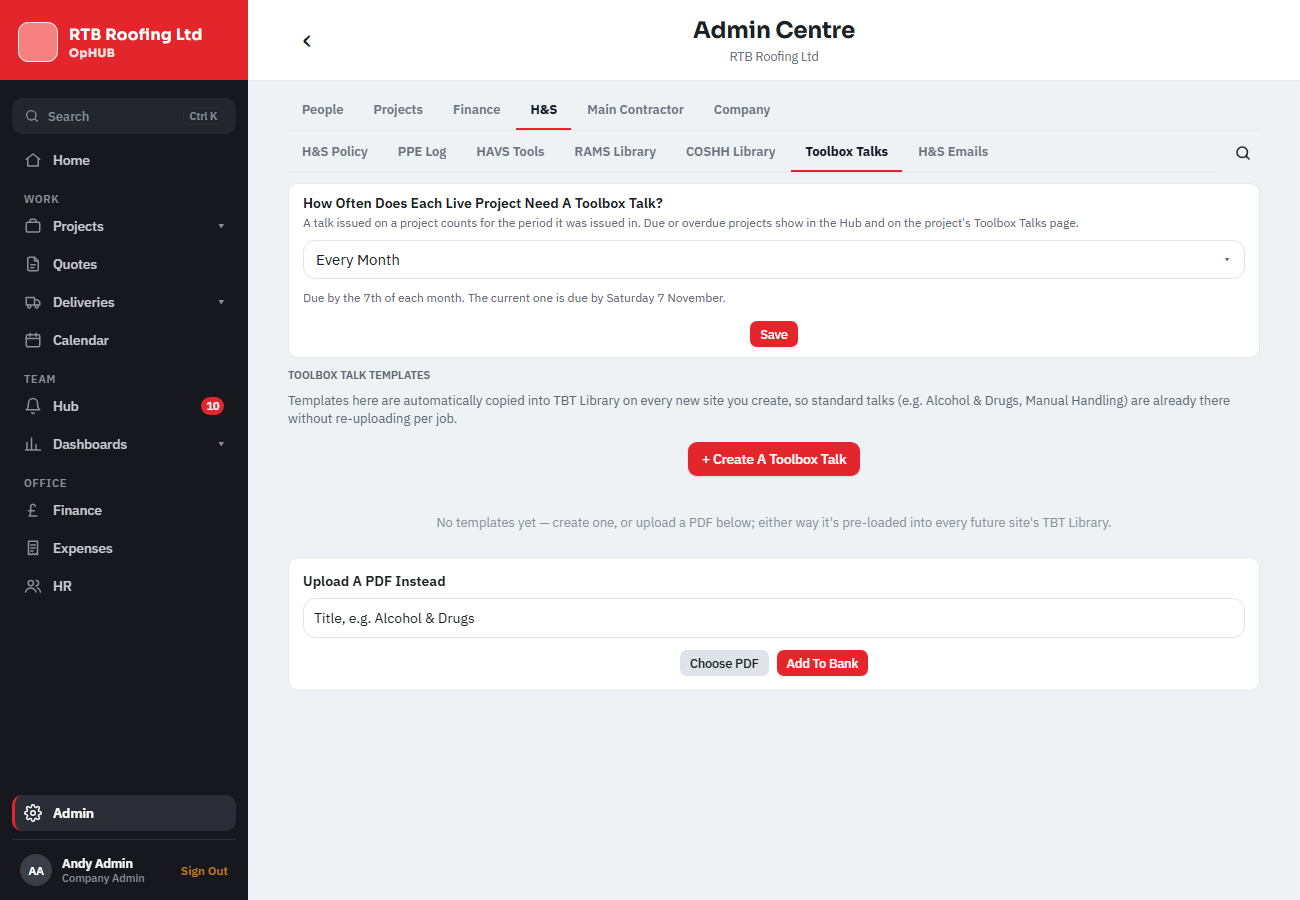 RTB Roofing Ltd
OpHUB
Search Ctrl K
Home
WORK
Projects
Quotes
Deliveries
Calendar
TEAM
Hub 10
Dashboards
OFFICE
Finance
Expenses
HR
Admin
AA Andy Admin
Company Admin
Sign Out
Admin Centre
RTB Roofing Ltd
People Projects Finance H&S Main Contractor Company
H&S Policy PPE Log HAVS Tools RAMS Library COSHH Library Toolbox Talks H&S Emails
How Often Does Each Live Project Need A Toolbox Talk?
A talk issued on a project counts for the period it was issued in. Due or overdue projects show in the Hub and on the project's Toolbox Talks page.
Every Month
Due by the 7th of each month. The current one is due by Saturday 7 November.
Save
TOOLBOX TALK TEMPLATES
Templates here are automatically copied into TBT Library on every new site you create, so standard talks (e.g. Alcohol & Drugs, Manual Handling) are already there
without re-uploading per job.
+ Create A Toolbox Talk
No templates yet — create one, or upload a PDF below; either way it's pre-loaded into every future site's TBT Library.
Upload A PDF Instead
Title, e.g. Alcohol & Drugs
Choose PDF Add To Bank